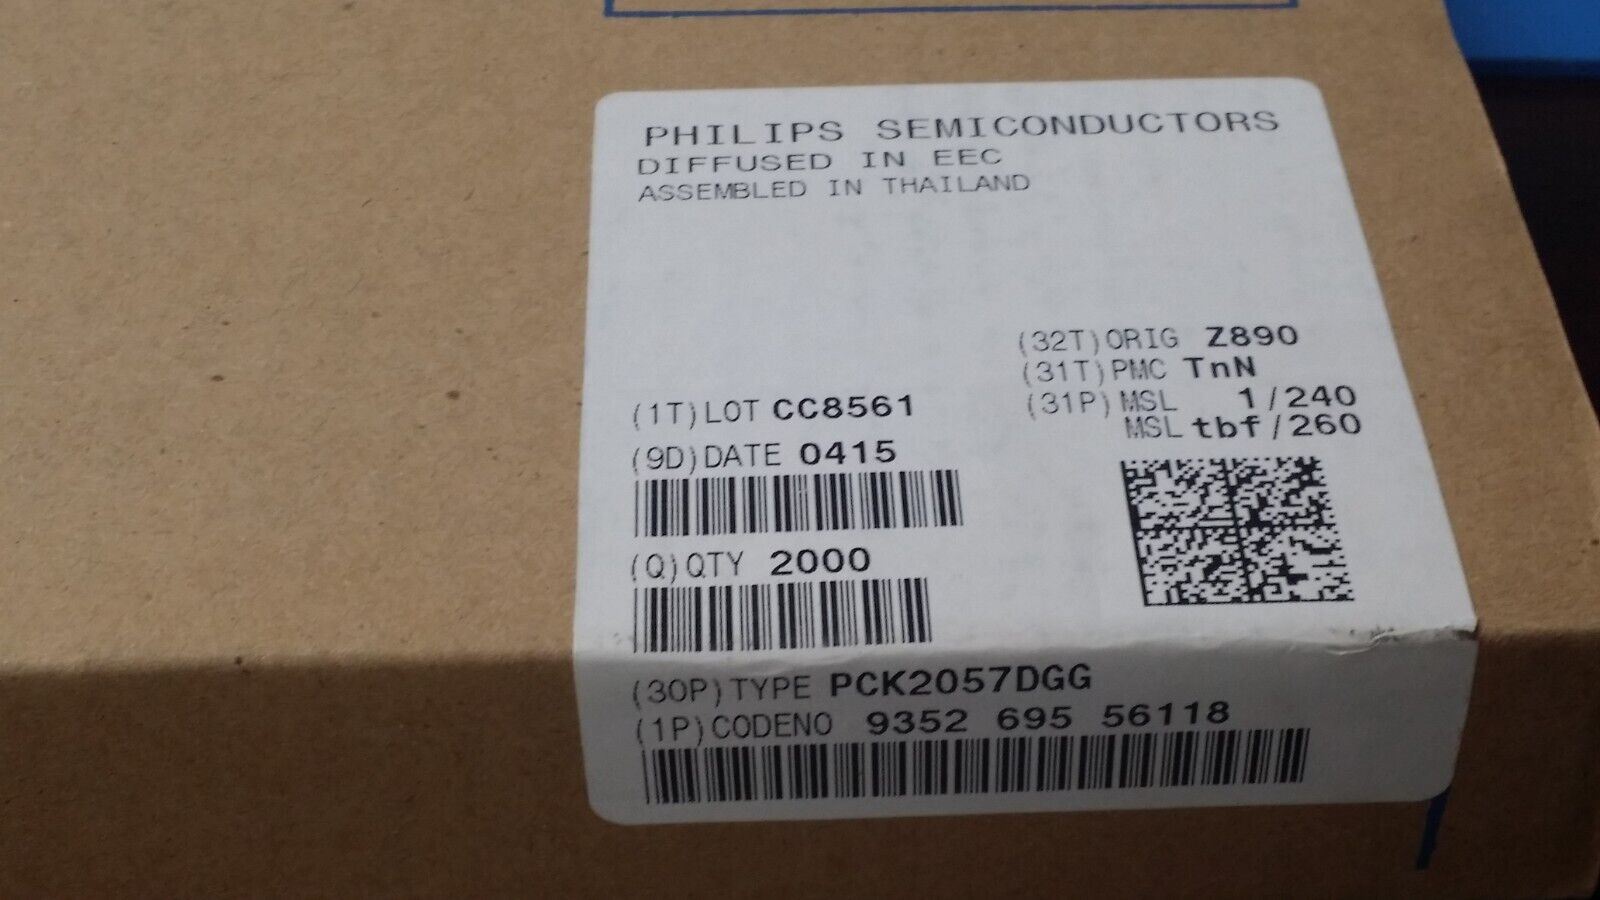 PHILIPS SEMICONDUCTORS
DIFFUSED IN EEC
ASSEMBLED IN THAILAND
(32T)ORIG Z890
(31T)PMC TnN
(31P)MSL 1/240
MSL tbf/260
(1T)LOT CC8561
(9D)DATE 0415
(Q)QTY 2000
(30P)TYPE PCK2057DGG
(1P)CODENO 9352 695 56118